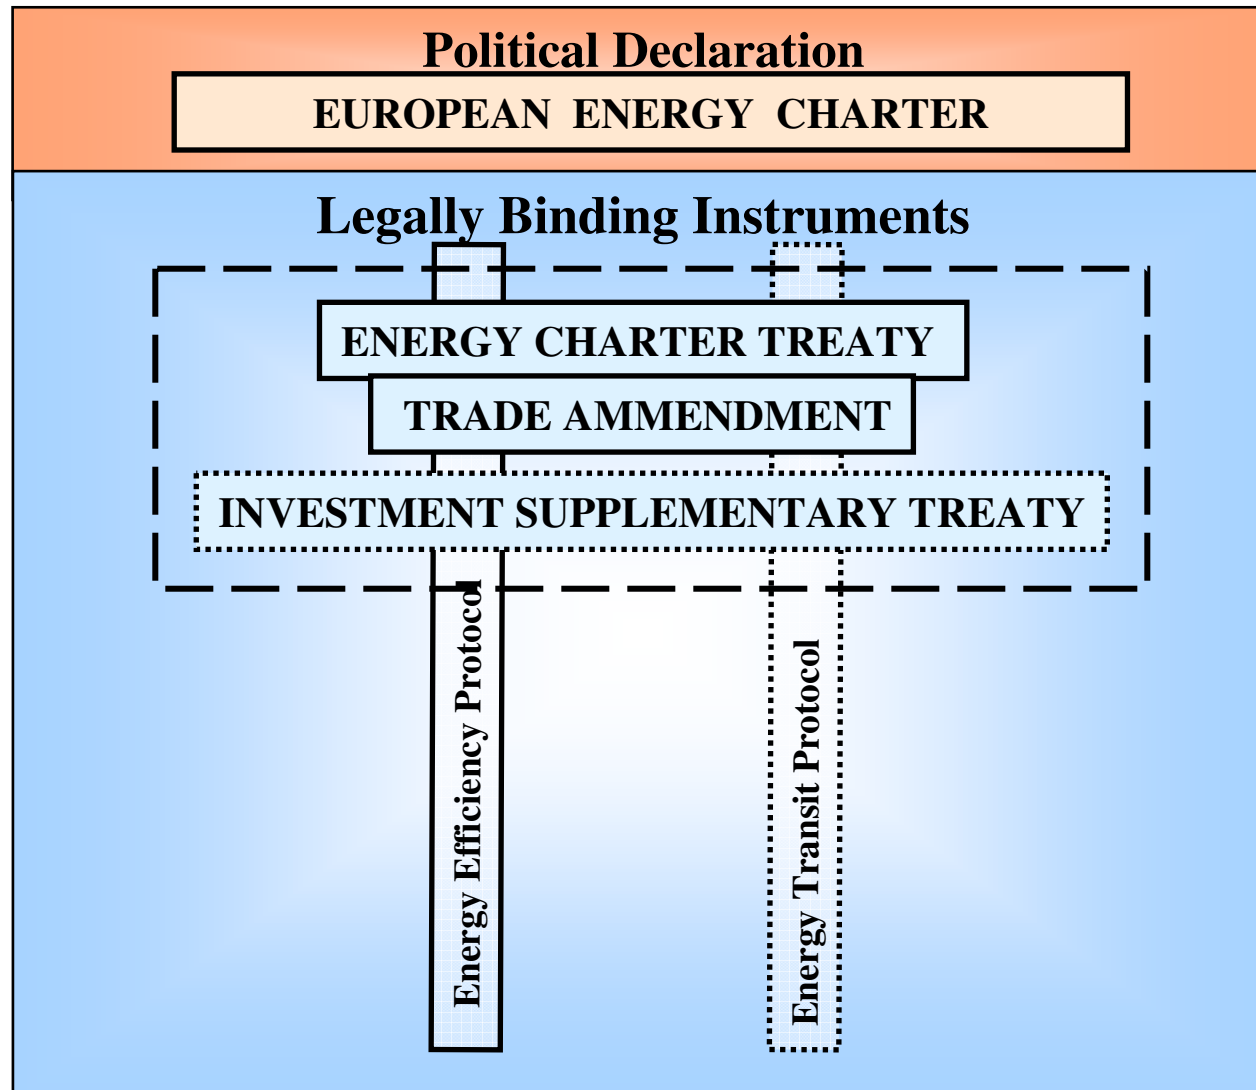 Political Declaration
EUROPEAN ENERGY CHARTER
Legally Binding Instruments
ENERGY CHARTER TREATY
TRADE AMMENDMENT
INVESTMENT SUPPLEMENTARY TREATY
Energy Efficiency Protocol
Energy Transit Protocol